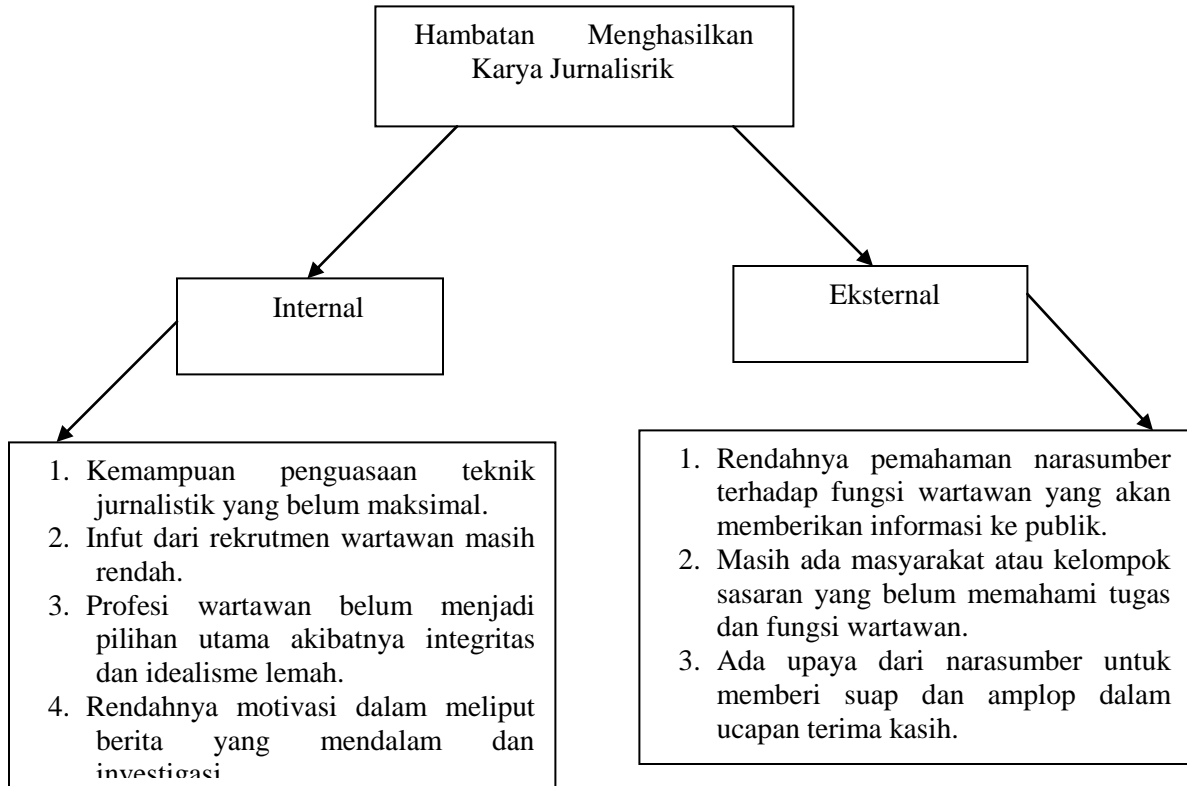 Hambatan Menghasilkan
Karya Jurnalisrik
Internal
Eksternal
1. Kemampuan penguasaan teknik
jurnalistik yang belum maksimal.
2. Infut dari rekrutmen wartawan masih
rendah.
3. Profesi wartawan belum menjadi
pilihan utama akibatnya integritas
dan idealisme lemah.
4. Rendahnya motivasi dalam meliput
berita yang mendalam dan
investigasi
1. Rendahnya pemahaman narasumber
terhadap fungsi wartawan yang akan
memberikan informasi ke publik.
2. Masih ada masyarakat atau kelompok
sasaran yang belum memahami tugas
dan fungsi wartawan.
3. Ada upaya dari narasumber untuk
memberi suap dan amplop dalam
ucapan terima kasih.